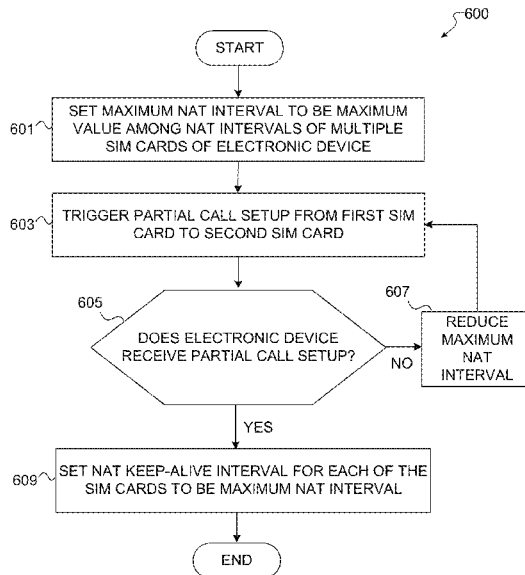 600
START
601
SET MAXIMUM NAT INTERVAL TO BE MAXIMUM
VALUE AMONG NAT INTERVALS OF MULTIPLE
SIM CARDS OF ELECTRONIC DEVICE
603
TRIGGER PARTIAL CALL SETUP FROM FIRST SIM
CARD TO SECOND SIM CARD
605
DOES ELECTRONIC DEVICE
RECEIVE PARTIAL CALL SETUP?
NO
607
REDUCE
MAXIMUM
NAT
INTERVAL
YES
609
SET NAT KEEP-ALIVE INTERVAL FOR EACH OF THE
SIM CARDS TO BE MAXIMUM NAT INTERVAL
END